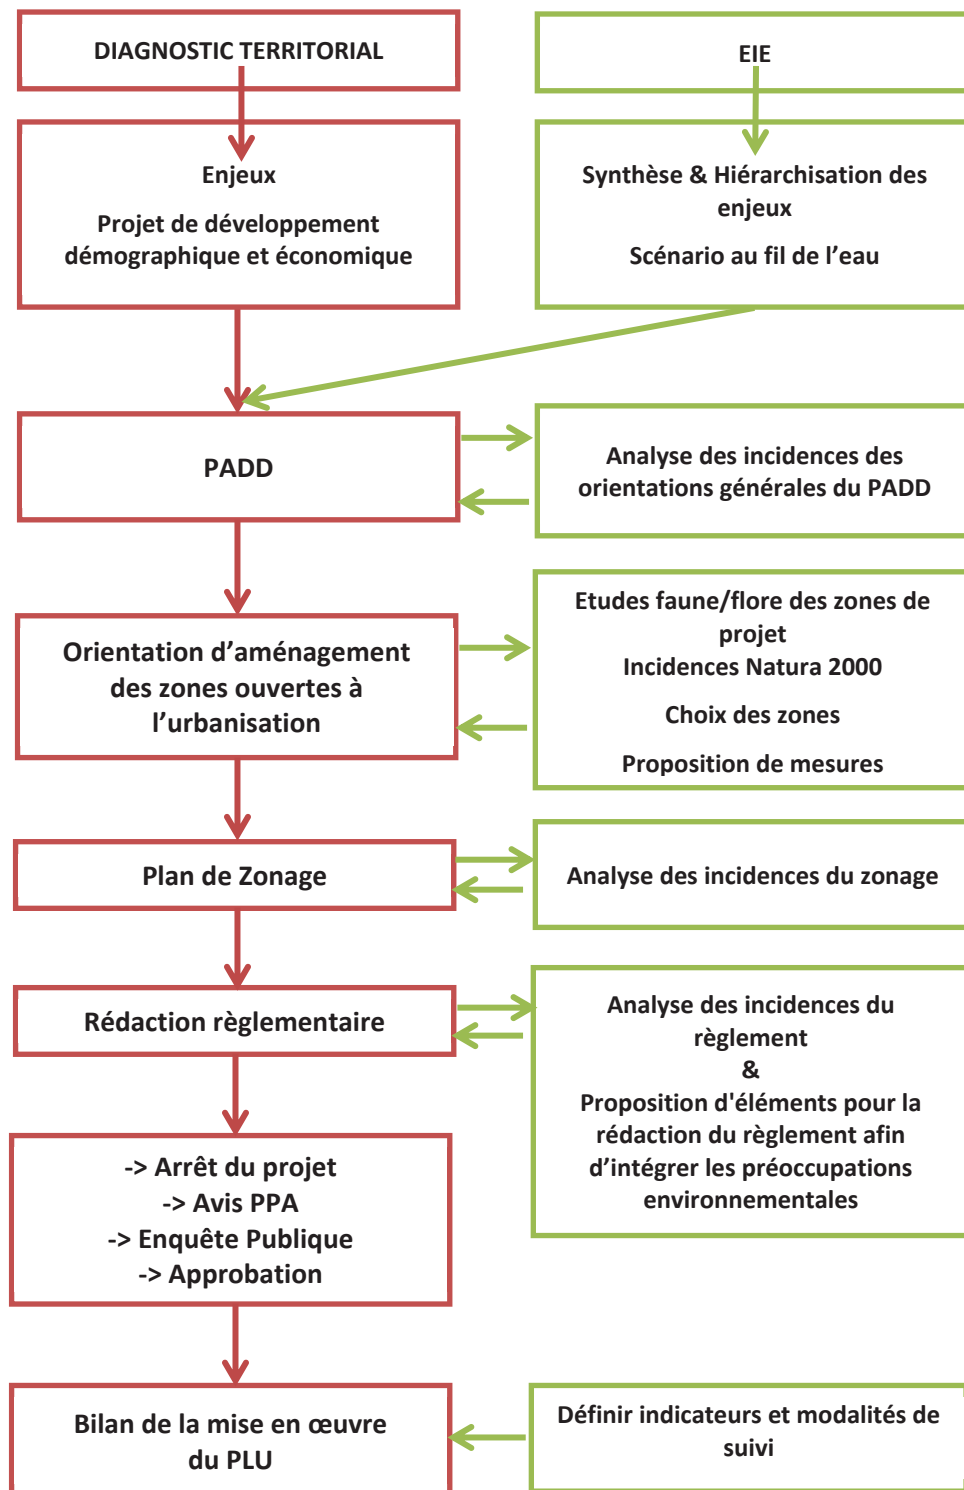 DIAGNOSTIC TERRITORIAL
EIE
Enjeux
Projet de développement
démographique et économique
Synthèse & Hiérarchisation des
enjeux
Scénario au fil de l’eau
PADD
Analyse des incidences des
orientations générales du PADD
Orientation d’aménagement
des zones ouvertes à
l’urbanisation
Etudes faune/flore des zones de
projet
Incidences Natura 2000
Choix des zones
Proposition de mesures
Plan de Zonage
Analyse des incidences du zonage
Rédaction règlementaire
Analyse des incidences du
règlement
&
Proposition d'éléments pour la
rédaction du règlement afin
d’intégrer les préoccupations
environnementales
-> Arrêt du projet
-> Avis PPA
-> Enquête Publique
-> Approbation
Bilan de la mise en œuvre
du PLU
Définir indicateurs et modalités de
suivi